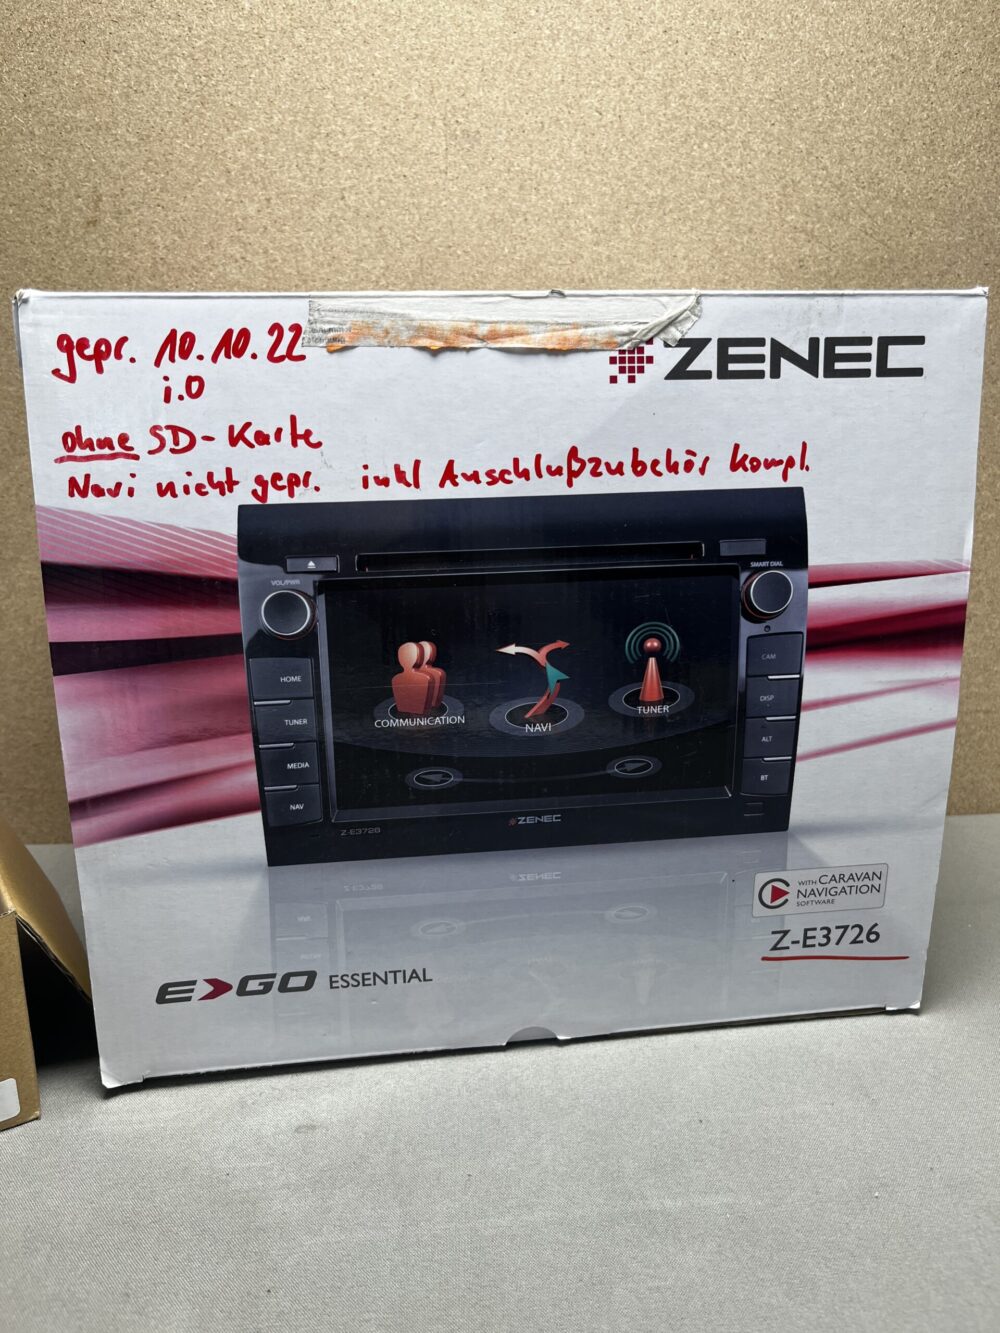 gepr. 10.10.22
i.O
ohne SD-Karte
Navi nicht gepr. inkl Anschlußzubehör kompl.
ZENEC
VOL/PWR
SMART DIAL
HOME
TUNER
MEDIA
NAV
COMMUNICATION
NAVI
TUNER
CAM
DISP
ALT
BT
Z-E3726
ZENEC
WITH CARAVAN
NAVIGATION
SOFTWARE
Z-E3726
E>GO ESSENTIAL